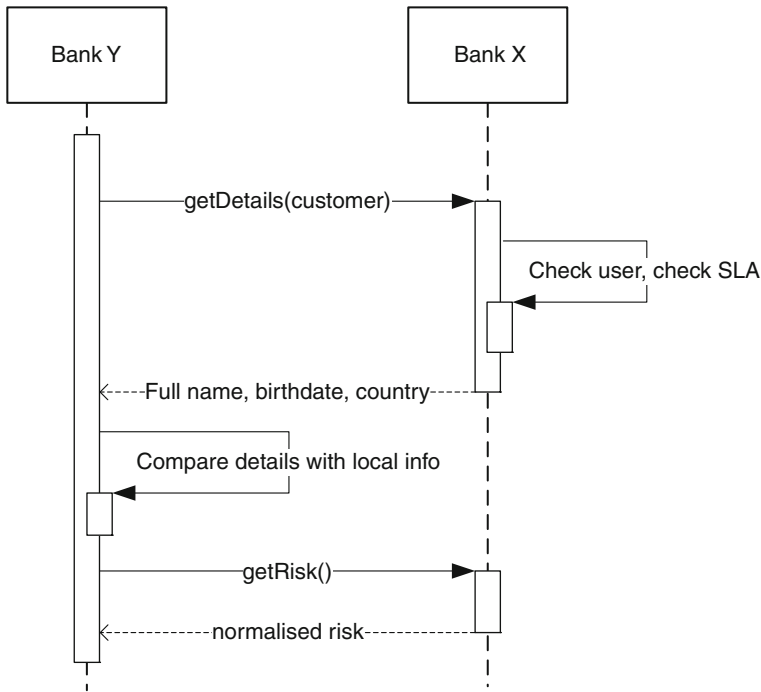 Bank Y
Bank X
getDetails(customer)
Check user, check SLA
Full name, birthdate, country
Compare details with local info
getRisk()
normalised risk